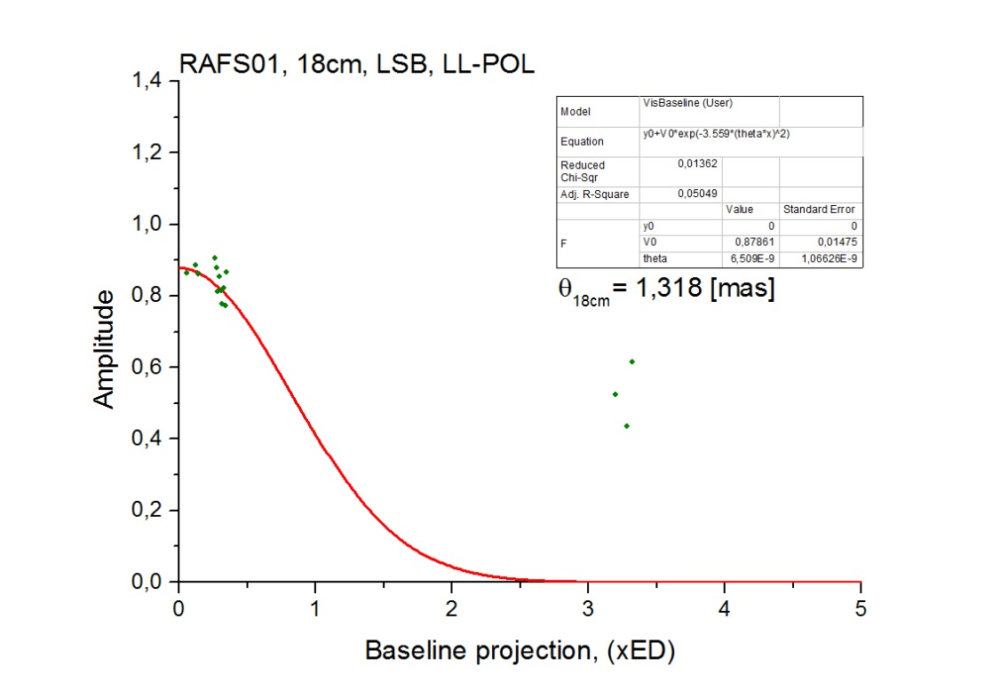 RAFS01, 18cm, LSB, LL-POL
1,4
1,2
1,0
0,8
0,6
0,4
0,2
0,0
Amplitude
0 1 2 3 4 5
Baseline projection, (xED)
Model VisBaseline (User)
Equation y0+V0*exp(-3.559*(theta*x)^2)
Reduced Chi-Sqr 0,01362
Adj. R-Square 0,05049
Value Standard Error
F y0 0 0
V0 0,87861 0,01475
theta 6,509E-9 1,06626E-9
θ18cm = 1,318 [mas]